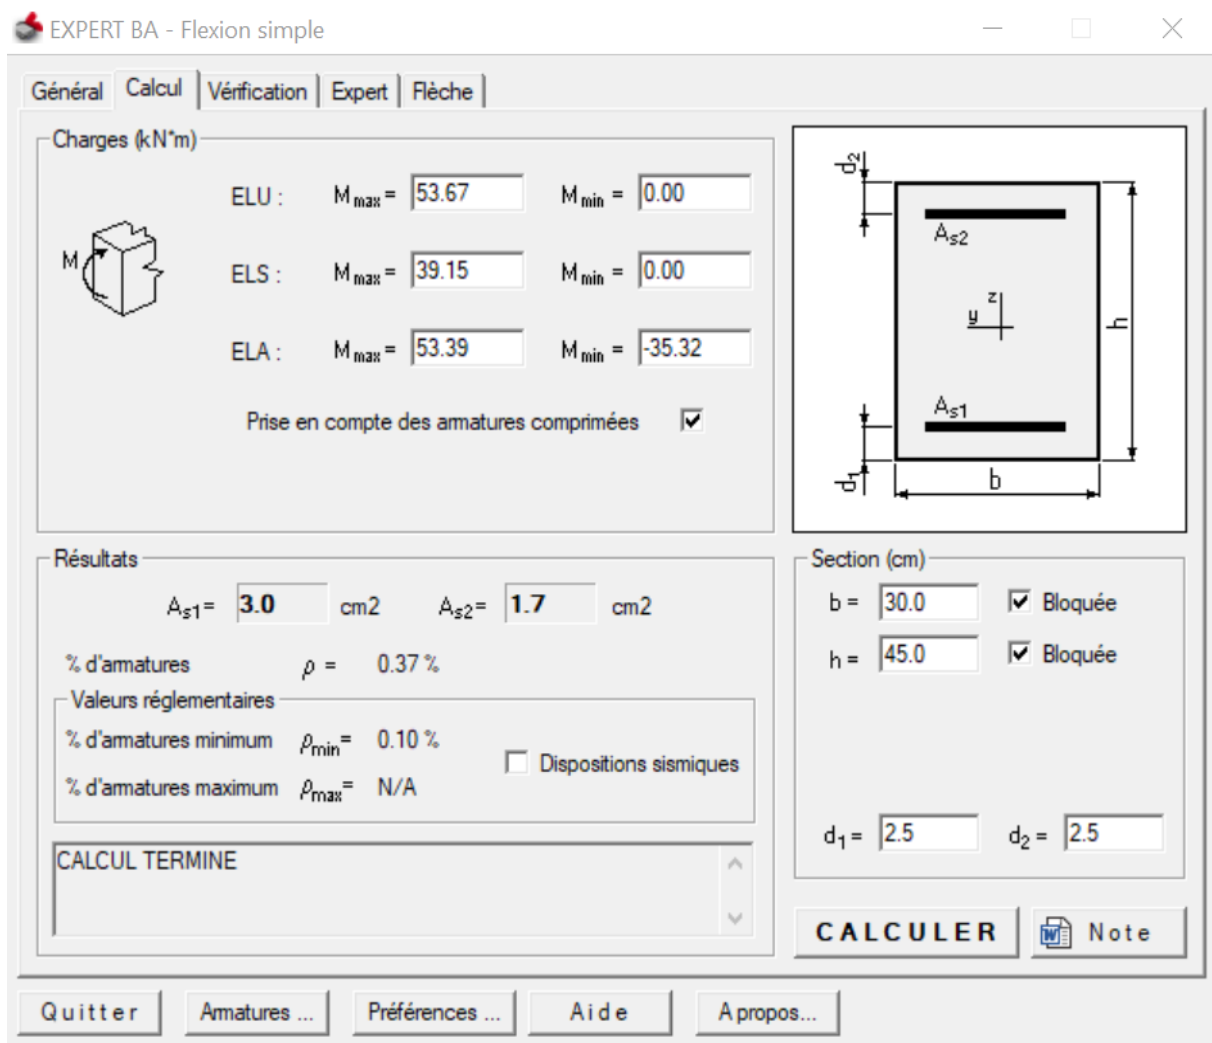 EXPERT BA - Flexion simple
Général Calcul Vérification Expert Flèche
Charges (kN*m)
ELU : M max = 53.67 M min = 0.00
ELS : M max = 39.15 M min = 0.00
ELA : M max = 53.39 M min = -35.32
Prise en compte des armatures comprimées
M
d2
As2
z
y
h
As1
d1
b
Résultats
As1= 3.0 cm2 As2= 1.7 cm2
% d'armatures ρ = 0.37 %
Valeurs réglementaires
% d'armatures minimum ρmin= 0.10 %
Dispositions sismiques
% d'armatures maximum ρmax= N/A
CALCUL TERMINE
Section (cm)
b = 30.0 Bloquée
h = 45.0 Bloquée
d1 = 2.5 d2 = 2.5
CALCULER Note
Quitter Armatures ... Préférences ... Aide A propos...